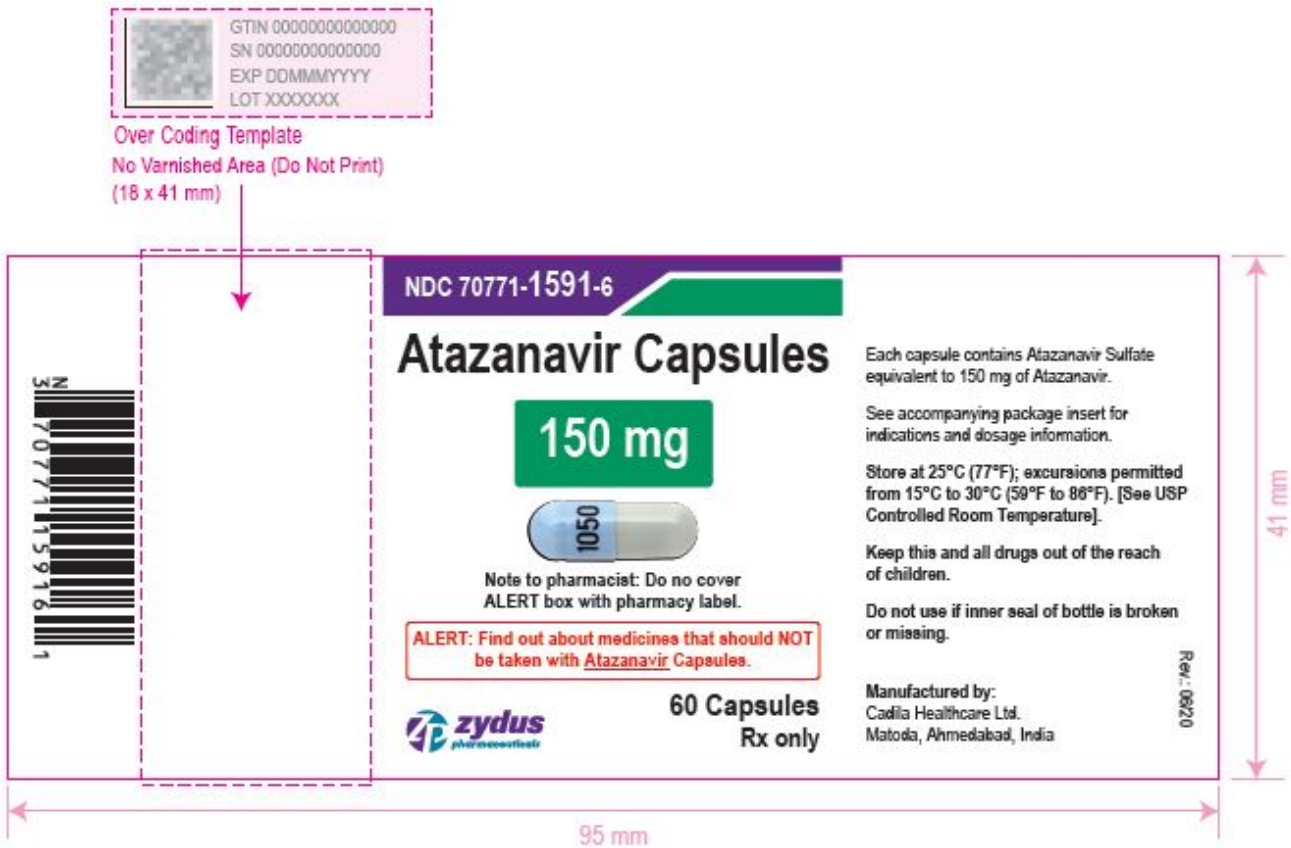 GTIN 00000000000000
SN 00000000000000
EXP DDMMMYYYY
LOT XXXXXXX
Over Coding Template
No Varnished Area (Do Not Print)
(18 x 41 mm)
N
3 70771 15916 1
NDC 70771-1591-6
Atazanavir Capsules
150 mg
1050
Note to pharmacist: Do no cover
ALERT box with pharmacy label.
ALERT: Find out about medicines that should NOT
be taken with Atazanavir Capsules.
zydus
pharmaceuticals
60 Capsules
Rx only
Each capsule contains Atazanavir Sulfate
equivalent to 150 mg of Atazanavir.
See accompanying package insert for
indications and dosage information.
Store at 25°C (77°F); excursions permitted
from 15°C to 30°C (59°F to 86°F). [See USP
Controlled Room Temperature].
Keep this and all drugs out of the reach
of children.
Do not use if inner seal of bottle is broken
or missing.
Manufactured by:
Cadila Healthcare Ltd.
Matoda, Ahmedabad, India
Rev.: 06/20
41 mm
95 mm